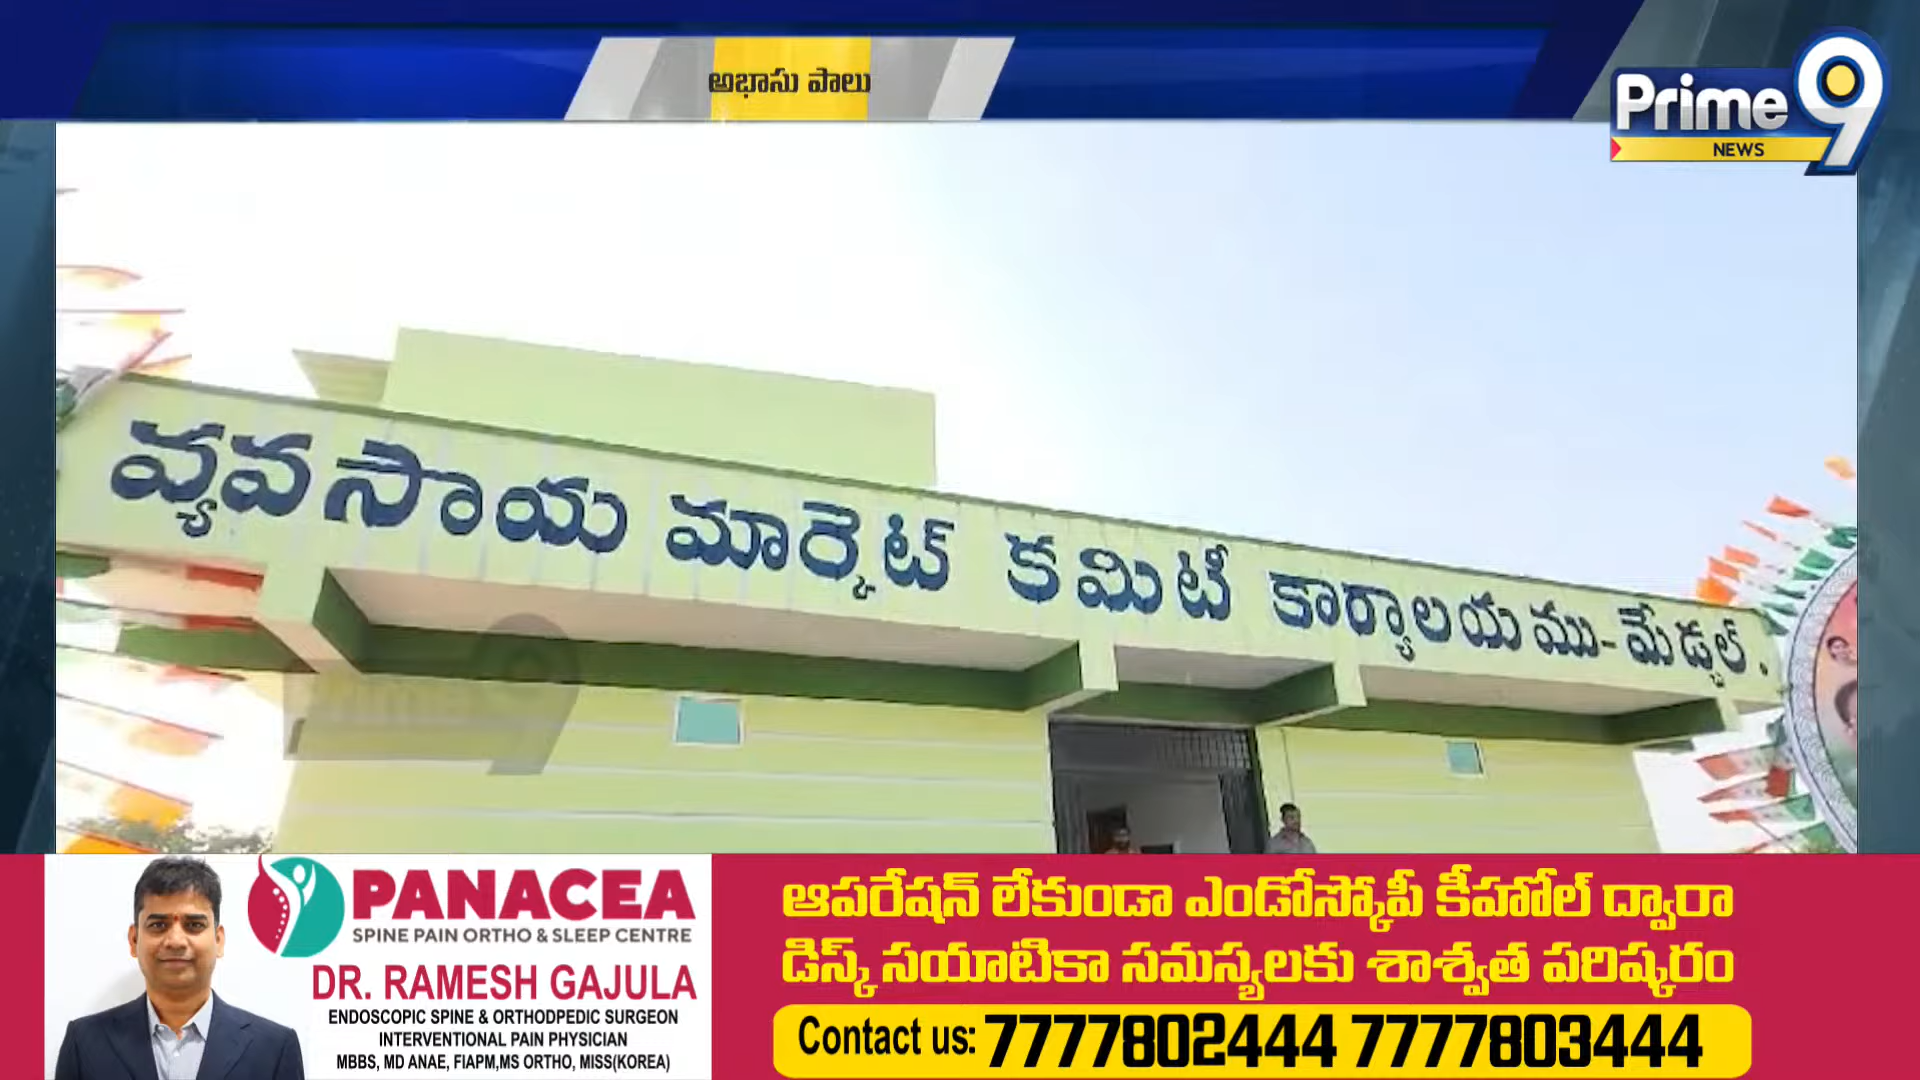 అభాసు పాలు
Prime9
NEWS
వ్యవసాయ మార్కెట్ కమిటీ కార్యాలయము-మేడ్చల్.
PANACEA
SPINE PAIN ORTHO & SLEEP CENTRE
DR. RAMESH GAJULA
ENDOSCOPIC SPINE & ORTHODPEDIC SURGEON
INTERVENTIONAL PAIN PHYSICIAN
MBBS, MD ANAE, FIAPM,MS ORTHO, MISS(KOREA)
ఆపరేషన్ లేకుండా ఎండోస్కోపీ కీహోల్ ద్వారా
డిస్క్ సయాటికా సమస్యలకు శాశ్వత పరిష్కరం
Contact us: 7777802444 7777803444